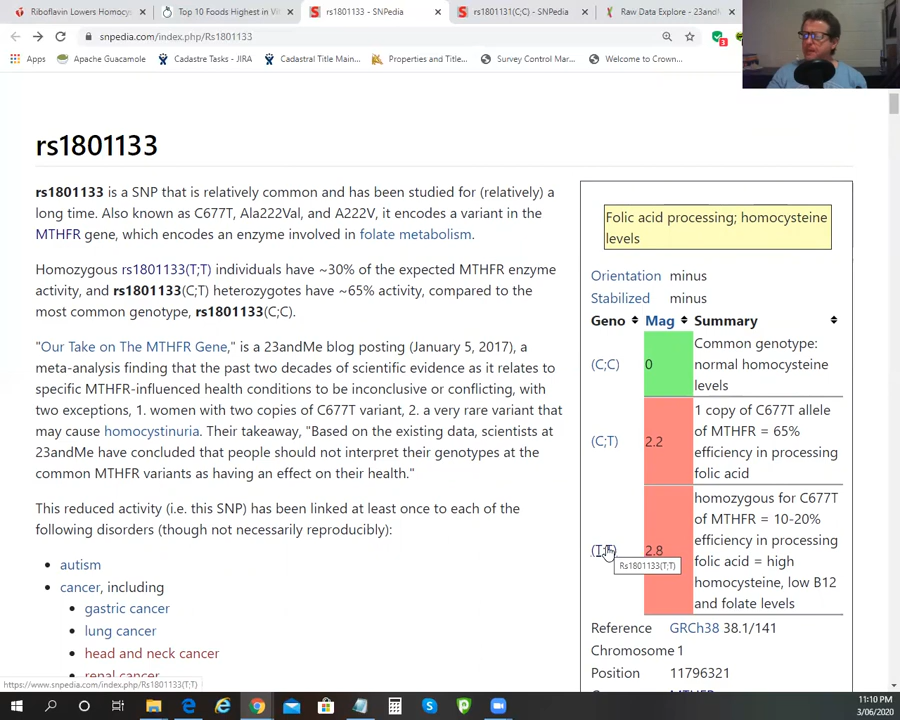 Riboflavin Lowers Homocy
Top 10 Foods Highest in Vi
rs1801133 - SNPedia
rs1801131(C;C) - SNPedia
Raw Data Explore - 23andM
snpedia.com/index.php/Rs1801133
3
Apps
Apache Guacamole
Cadastre Tasks - JIRA
Cadastral Title Main...
Properties and Title...
Survey Control Mar...
Welcome to Crown...
rs1801133
rs1801133 is a SNP that is relatively common and has been studied for (relatively) a
long time. Also known as C677T, Ala222Val, and A222V, it encodes a variant in the
MTHFR gene, which encodes an enzyme involved in folate metabolism.
Homozygous rs1801133(T;T) individuals have ~30% of the expected MTHFR enzyme
activity, and rs1801133(C;T) heterozygotes have ~65% activity, compared to the
most common genotype, rs1801133(C;C).
"Our Take on The MTHFR Gene," is a 23andMe blog posting (January 5, 2017), a
meta-analysis finding that the past two decades of scientific evidence as it relates to
specific MTHFR-influenced health conditions to be inconclusive or conflicting, with
two exceptions, 1. women with two copies of C677T variant, 2. a very rare variant that
may cause homocystinuria. Their takeaway, "Based on the existing data, scientists at
23andMe have concluded that people should not interpret their genotypes at the
common MTHFR variants as having an effect on their health."
This reduced activity (i.e. this SNP) has been linked at least once to each of the
following disorders (though not necessarily reproducibly):
• autism
• cancer, including
• gastric cancer
• lung cancer
• head and neck cancer
• renal cancer
Folic acid processing; homocysteine
levels
Orientation minus
Stabilized minus
Geno Mag Summary
(C;C) 0 Common genotype:
normal homocysteine
levels
(C;T) 2.2 1 copy of C677T allele
of MTHFR = 65%
efficiency in processing
folic acid
(T;T) 2.8 homozygous for C677T
of MTHFR = 10-20%
efficiency in processing
folic acid = high
homocysteine, low B12
and folate levels
Rs1801133(T;T)
Reference GRCh38 38.1/141
Chromosome 1
Position 11796321
https://www.snpedia.com/index.php/Rs1801133(T;T)
11:10 PM
3/06/2020